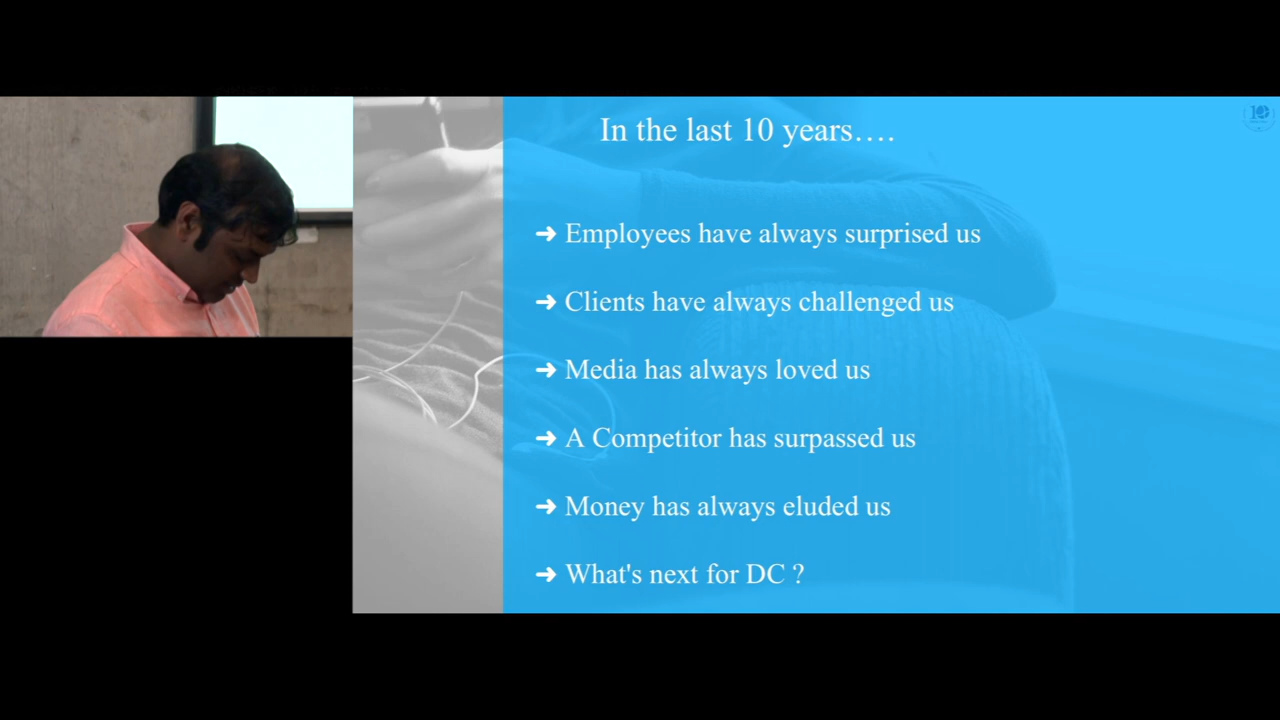 In the last 10 years….
➜ Employees have always surprised us
➜ Clients have always challenged us
➜ Media has always loved us
➜ A Competitor has surpassed us
➜ Money has always eluded us
➜ What's next for DC ?
10